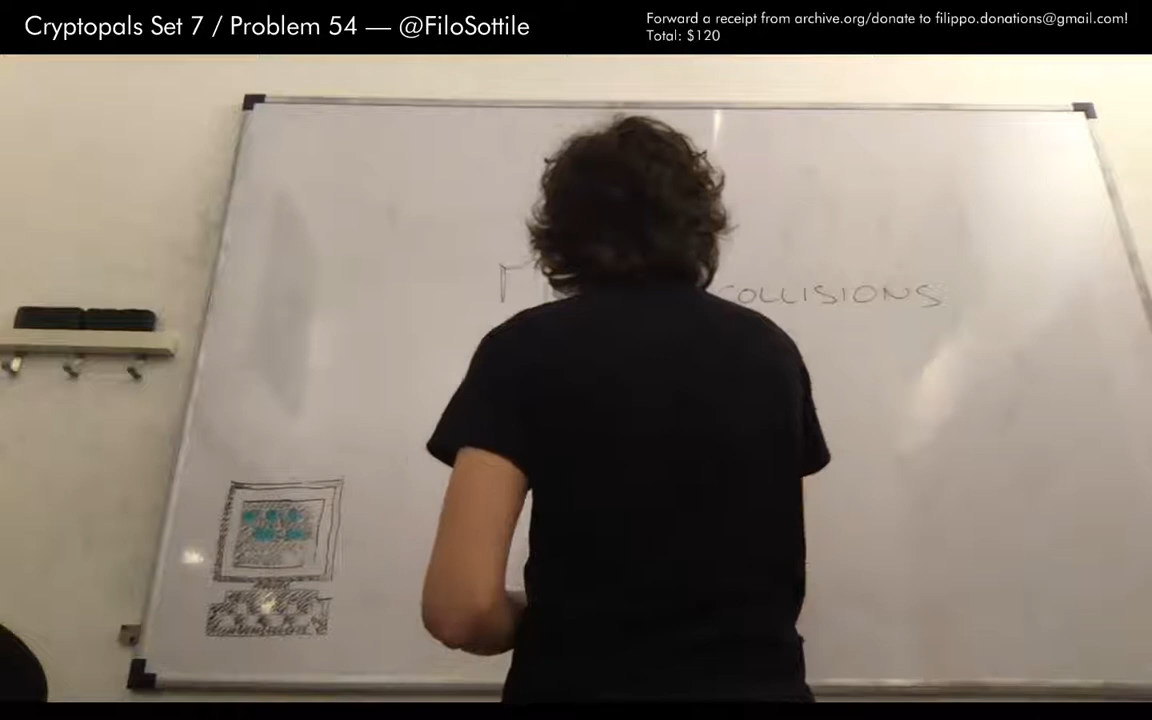 Cryptopals Set 7 / Problem 54 — @FiloSottile
Forward a receipt from archive.org/donate to filippo.donations@gmail.com!
Total: $120
COLLISIONS